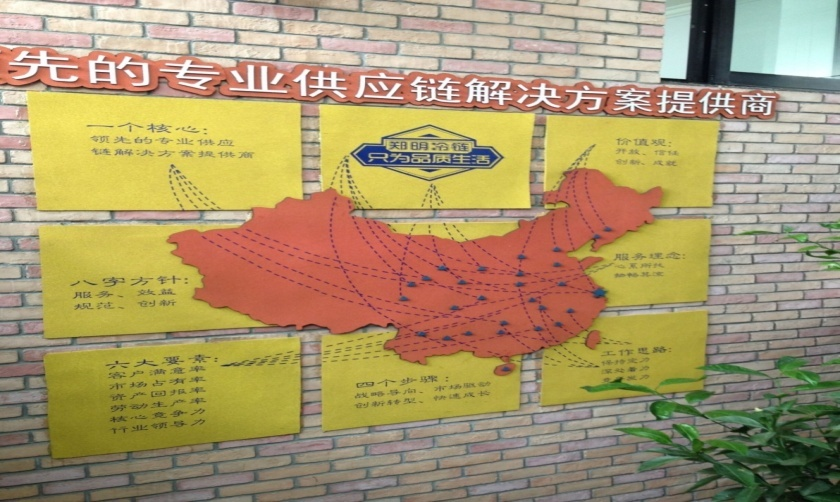 先的专业供应链解决方案提供商
一个核心:
领先的专业供应
链解决方案提供商
郑明冷链
只为品质生活
价值观:
开放、信任
创新、成就
八字方针:
服务、效益
规范、创新
服务理念:
六大要素:
客户满意率
市场占有率
资产回报率
劳动生产率
核心竞争力
行业领导力
四个步骤:
战略导向、市场驱动
创新转型、快速成长
工作思路: